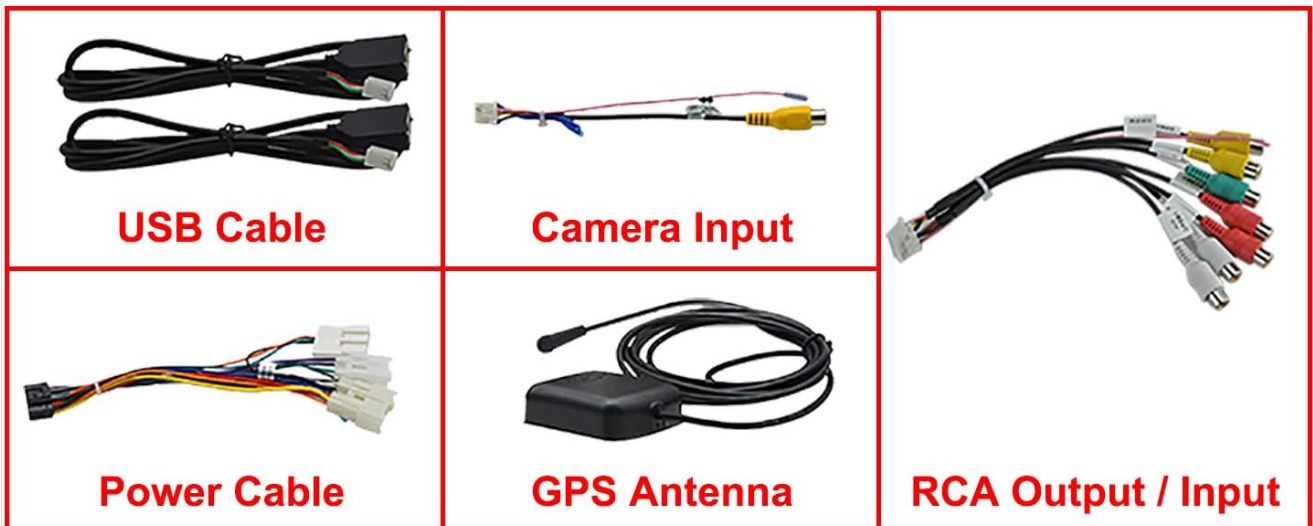 USB Cable
Camera Input
Power Cable
GPS Antenna
RCA Output / Input